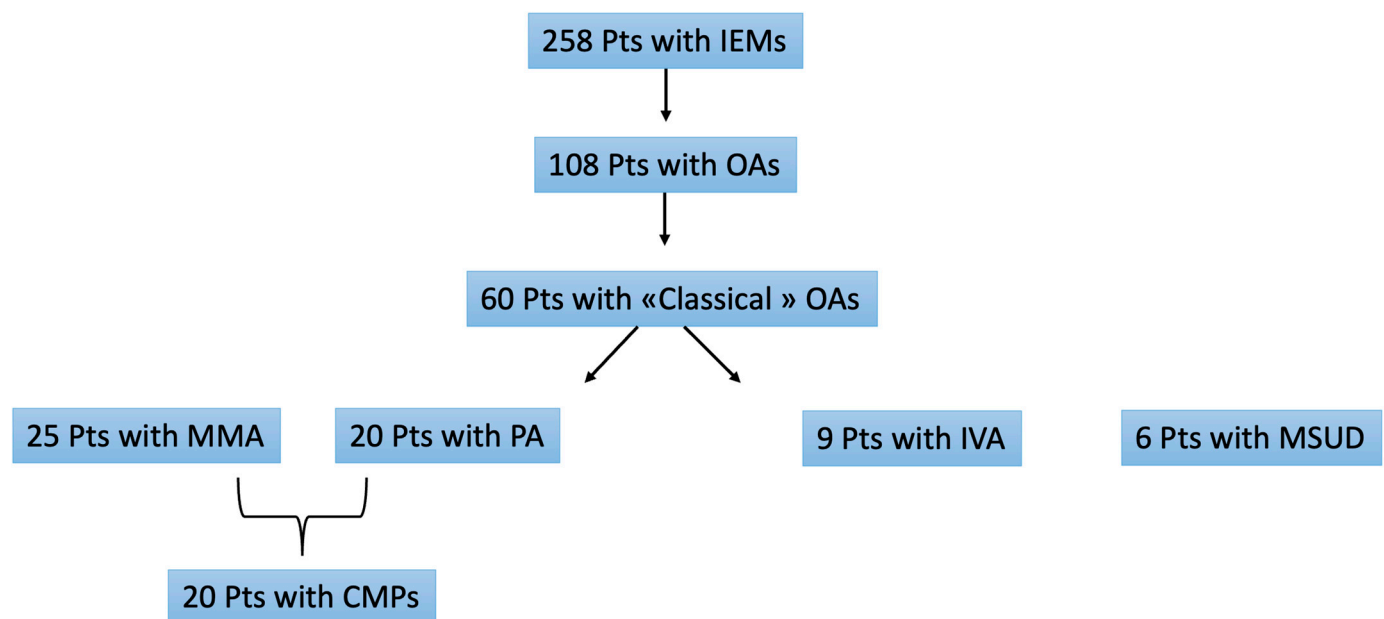 258 Pts with IEMs
108 Pts with OAs
60 Pts with «Classical » OAs
25 Pts with MMA
20 Pts with PA
9 Pts with IVA
6 Pts with MSUD
20 Pts with CMPs